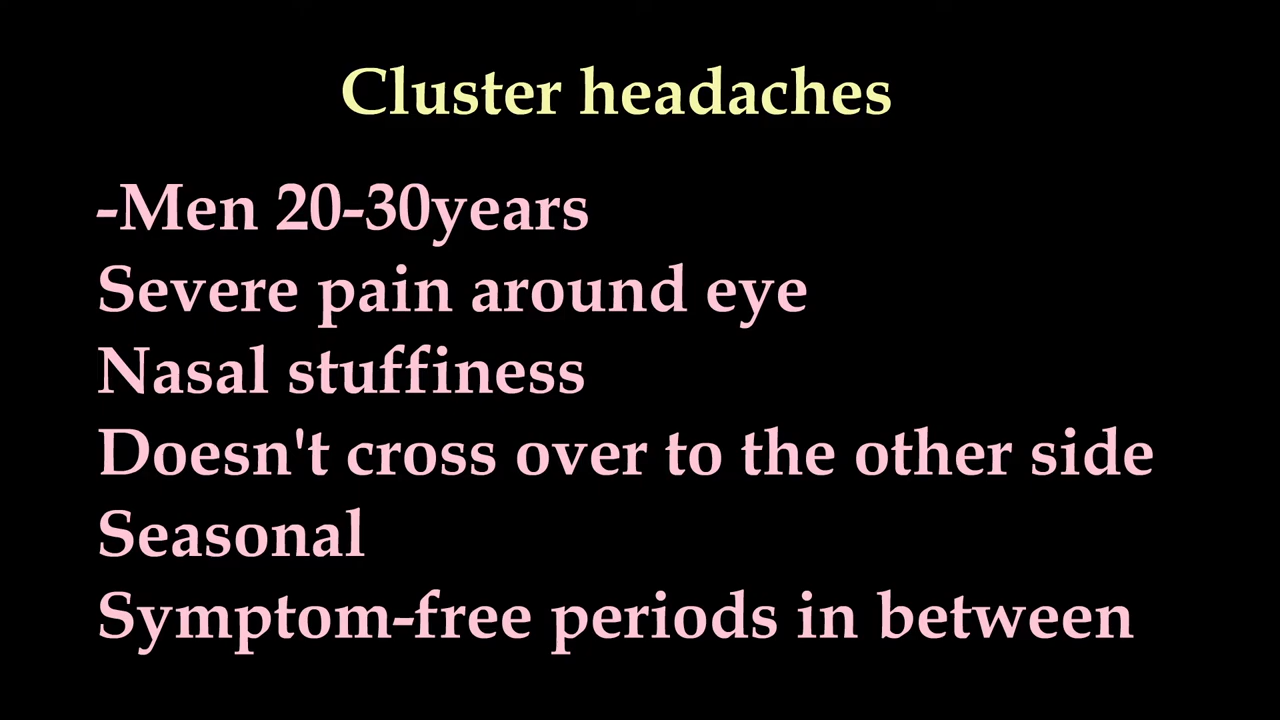 Cluster headaches
-Men 20-30years
Severe pain around eye
Nasal stuffiness
Doesn't cross over to the other side
Seasonal
Symptom-free periods in between